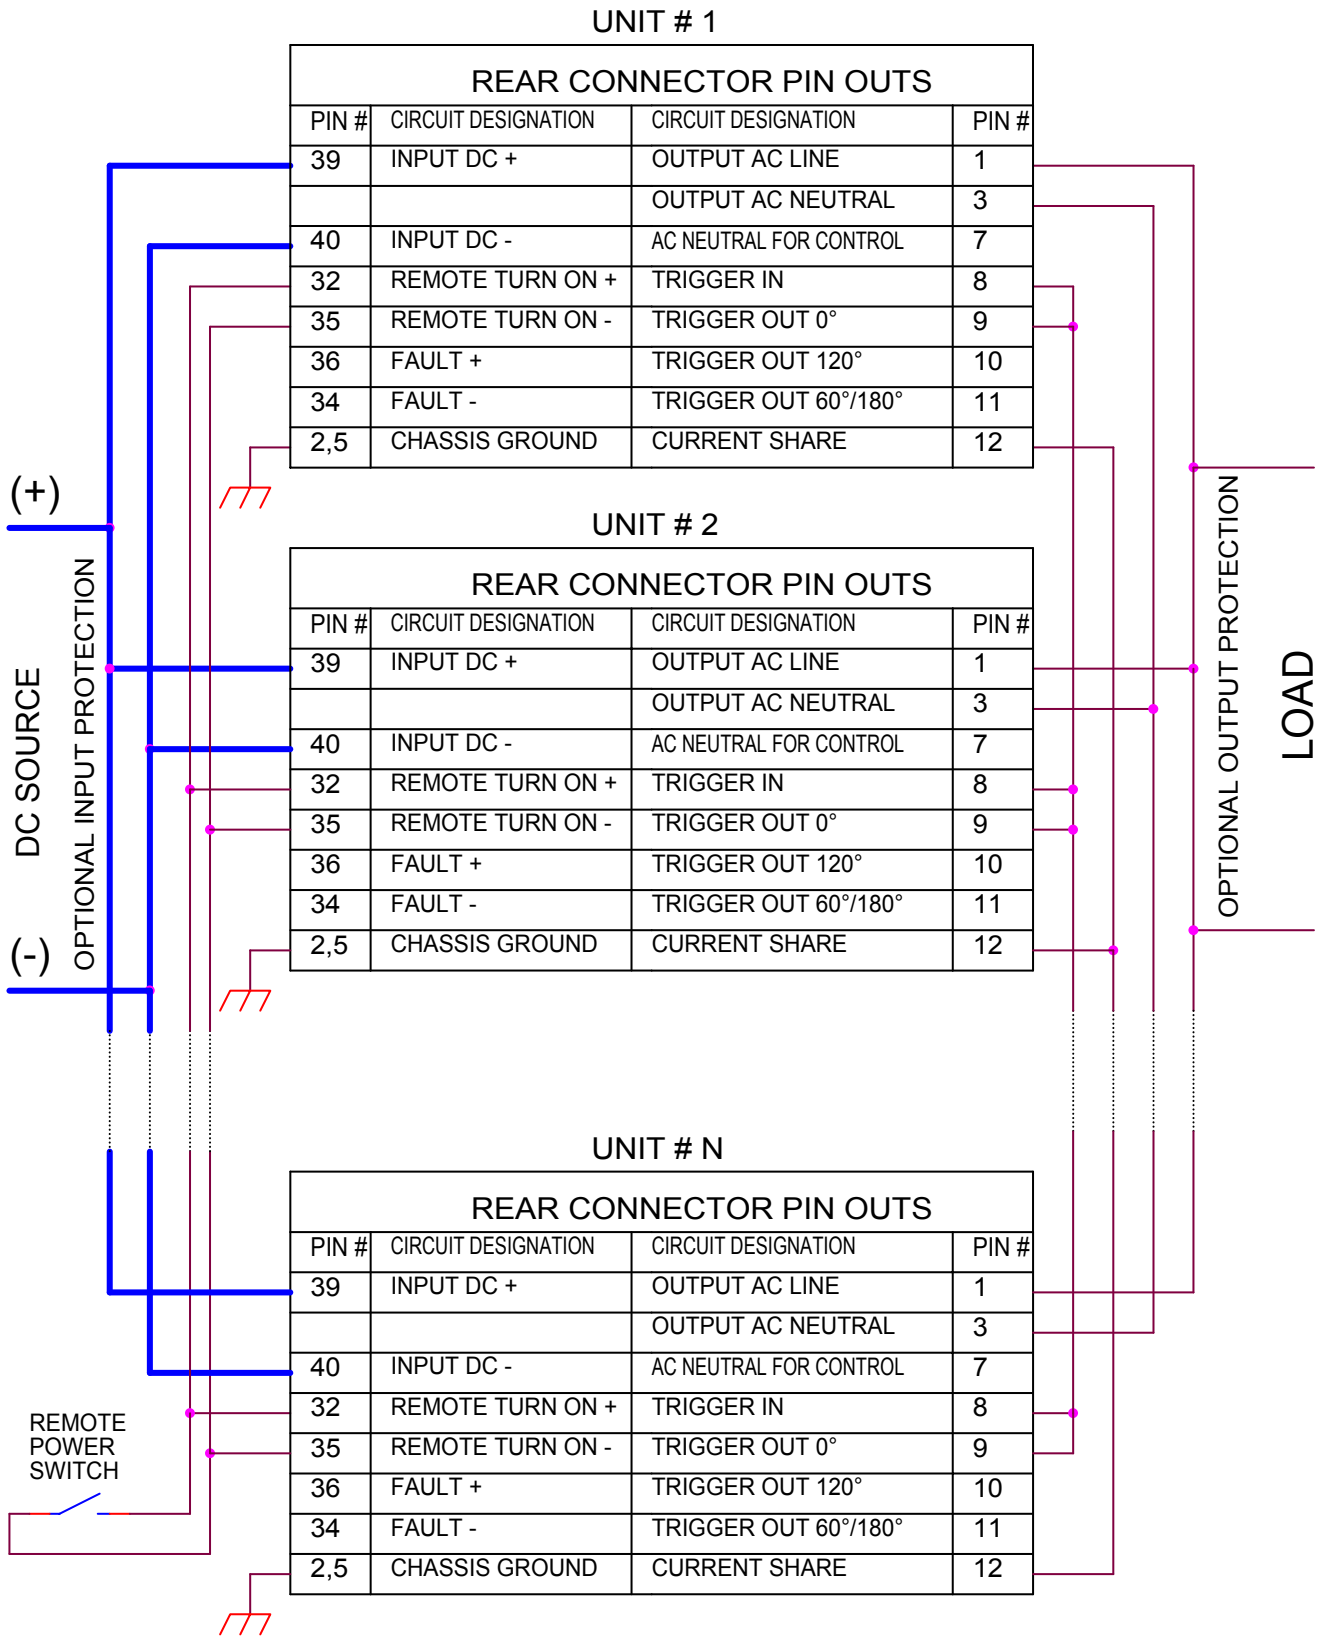 UNIT # 1
REAR CONNECTOR PIN OUTS
PIN # CIRCUIT DESIGNATION CIRCUIT DESIGNATION PIN #
39 INPUT DC + OUTPUT AC LINE 1
OUTPUT AC NEUTRAL 3
40 INPUT DC - AC NEUTRAL FOR CONTROL 7
32 REMOTE TURN ON + TRIGGER IN 8
35 REMOTE TURN ON - TRIGGER OUT 0° 9
36 FAULT + TRIGGER OUT 120° 10
34 FAULT - TRIGGER OUT 60°/180° 11
2,5 CHASSIS GROUND CURRENT SHARE 12
(+)
DC SOURCE
(-)
OPTIONAL INPUT PROTECTION
UNIT # 2
REAR CONNECTOR PIN OUTS
PIN # CIRCUIT DESIGNATION CIRCUIT DESIGNATION PIN #
39 INPUT DC + OUTPUT AC LINE 1
OUTPUT AC NEUTRAL 3
40 INPUT DC - AC NEUTRAL FOR CONTROL 7
32 REMOTE TURN ON + TRIGGER IN 8
35 REMOTE TURN ON - TRIGGER OUT 0° 9
36 FAULT + TRIGGER OUT 120° 10
34 FAULT - TRIGGER OUT 60°/180° 11
2,5 CHASSIS GROUND CURRENT SHARE 12
OPTIONAL OUTPUT PROTECTION
LOAD
UNIT # N
REAR CONNECTOR PIN OUTS
PIN # CIRCUIT DESIGNATION CIRCUIT DESIGNATION PIN #
39 INPUT DC + OUTPUT AC LINE 1
OUTPUT AC NEUTRAL 3
40 INPUT DC - AC NEUTRAL FOR CONTROL 7
32 REMOTE TURN ON + TRIGGER IN 8
35 REMOTE TURN ON - TRIGGER OUT 0° 9
36 FAULT + TRIGGER OUT 120° 10
34 FAULT - TRIGGER OUT 60°/180° 11
2,5 CHASSIS GROUND CURRENT SHARE 12
REMOTE
POWER
SWITCH